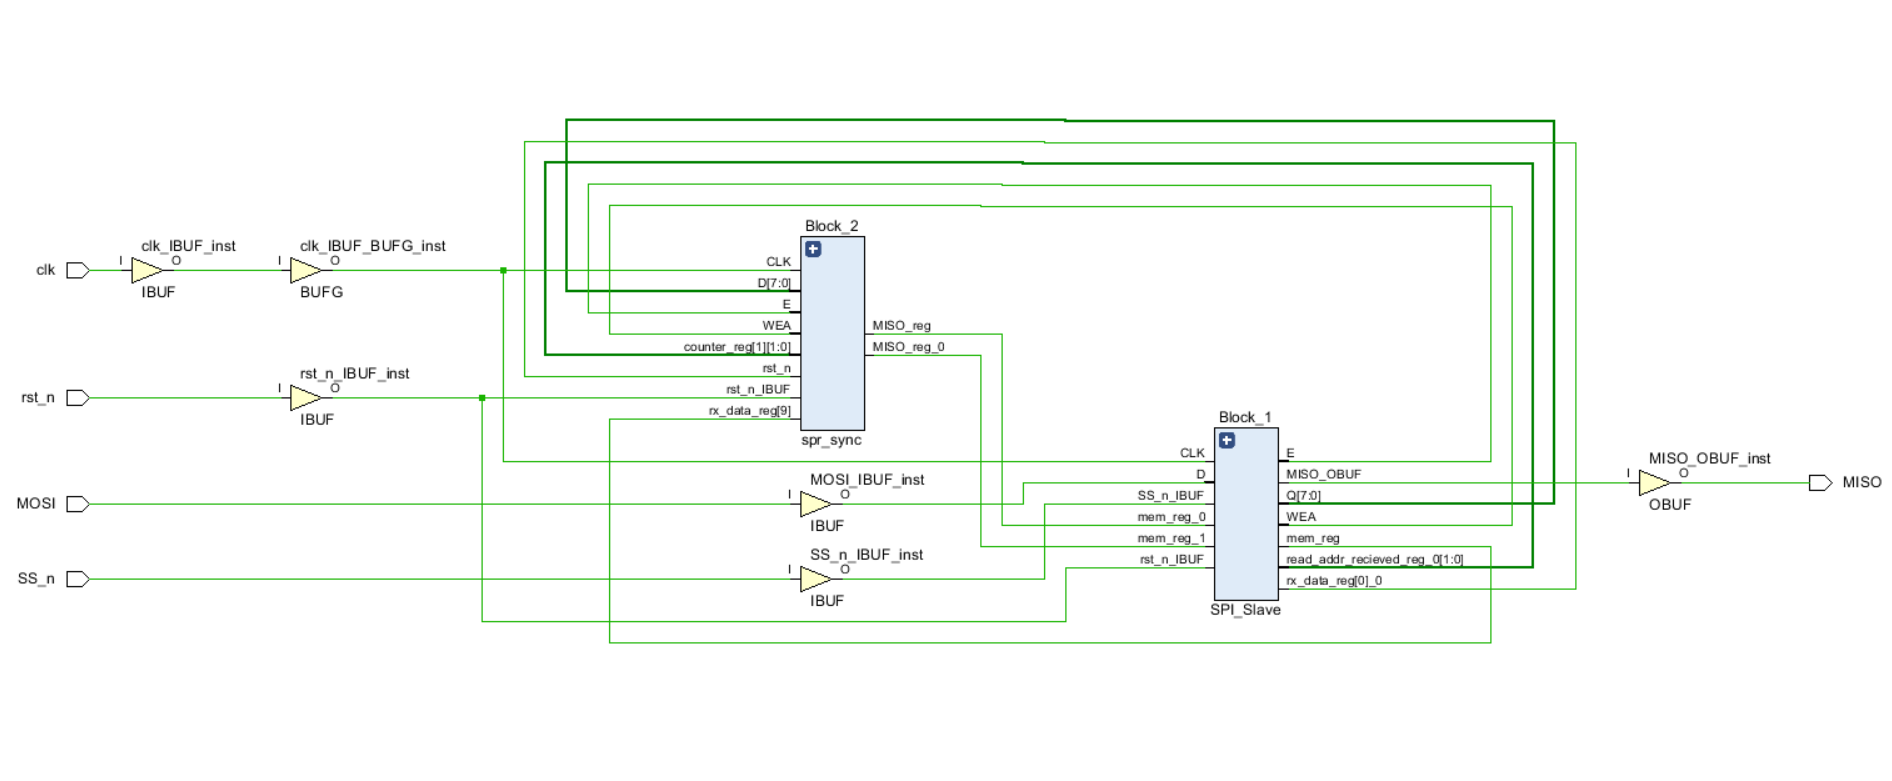 Block_2
clk_IBUF_inst
clk_IBUF_BUFG_inst
clk
I
O
IBUF
I
O
BUFG
CLK
D[7:0]
E
WEA
counter_reg[1][1:0]
rst_n
rst_n_IBUF
rx_data_reg[9]
MISO_reg
MISO_reg_0
spr_sync
rst_n_IBUF_inst
rst_n
I
O
IBUF
MOSI_IBUF_inst
MOSI
I
O
IBUF
SS_n_IBUF_inst
SS_n
I
O
IBUF
Block_1
CLK
D
SS_n_IBUF
mem_reg_0
mem_reg_1
rst_n_IBUF
E
MISO_OBUF
Q[7:0]
WEA
mem_reg
read_addr_recieved_reg_0[1:0]
rx_data_reg[0]_0
SPI_Slave
MISO_OBUF_inst
I
O
OBUF
MISO